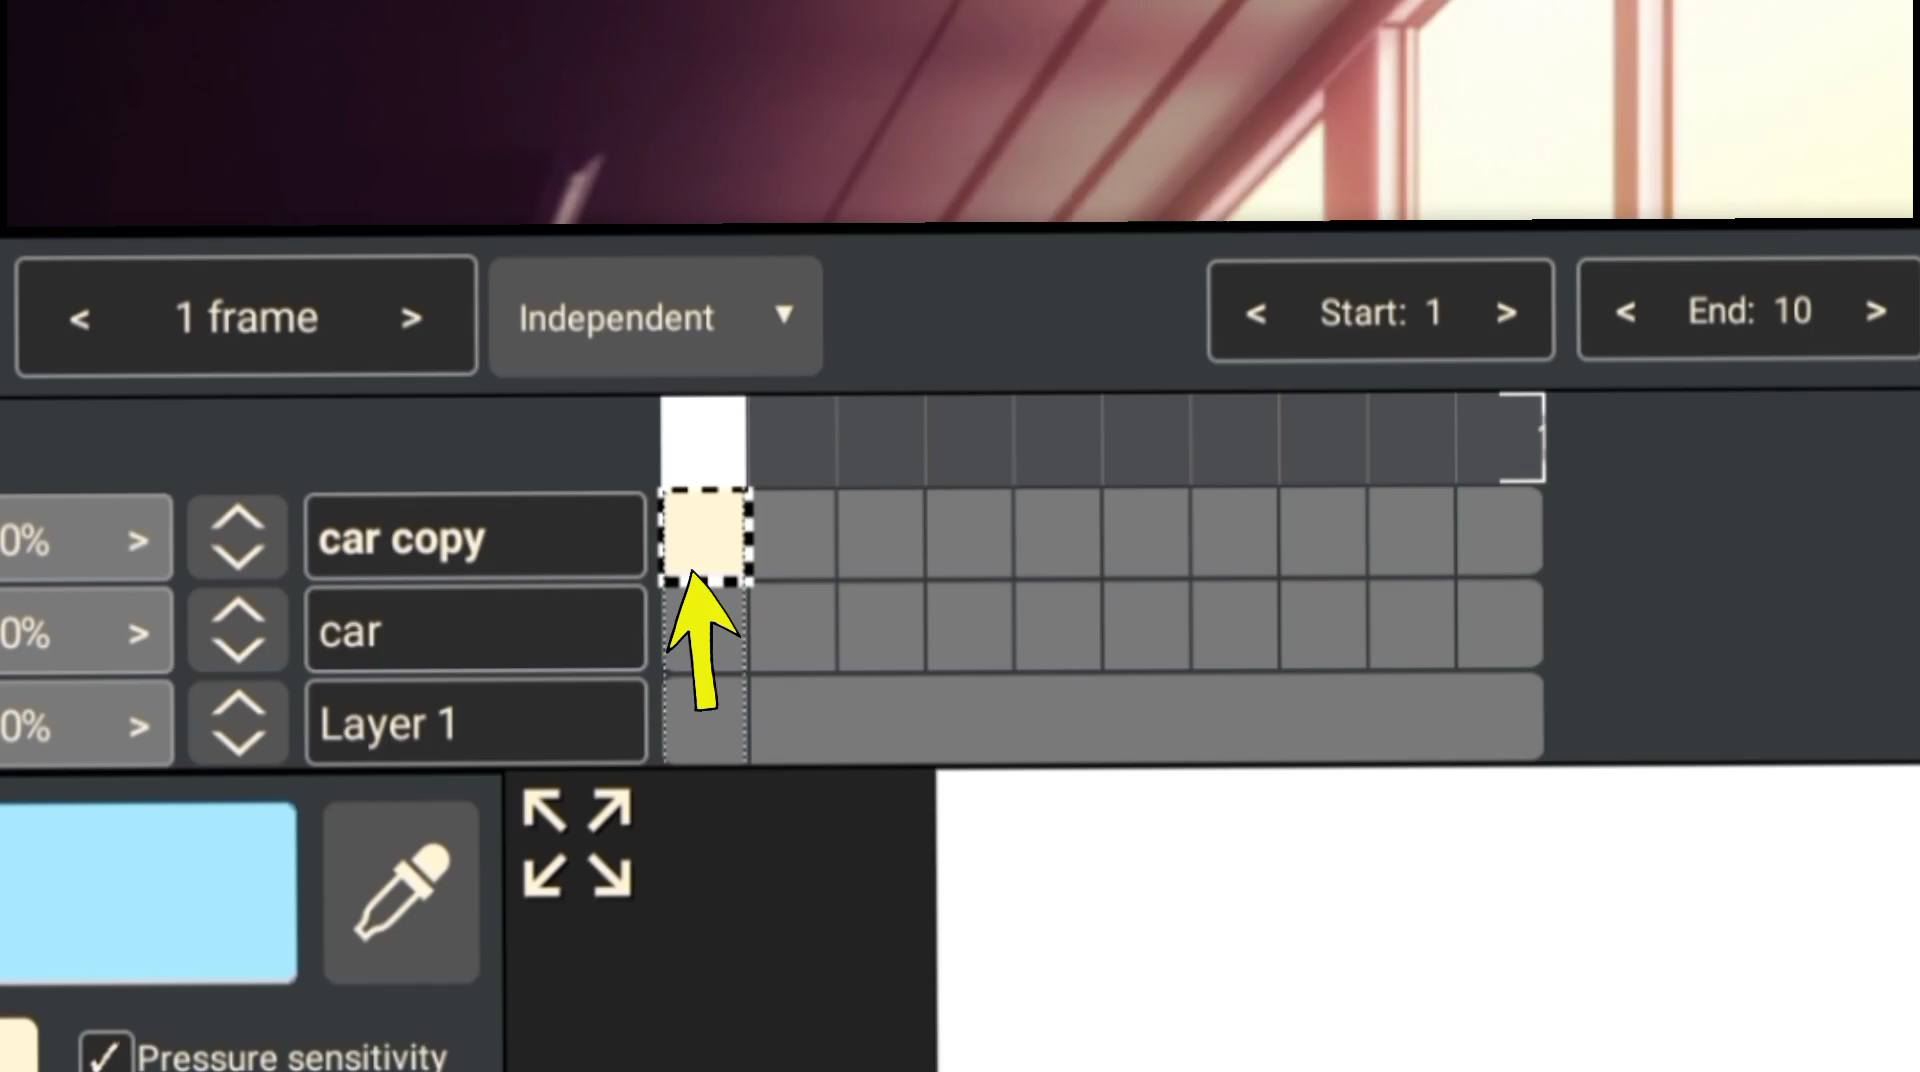 < 1 frame >
Independent ▼
< Start: 1 >
< End: 10 >
0% >
car copy
0% >
car
0% >
Layer 1
✓ Pressure sensitivity